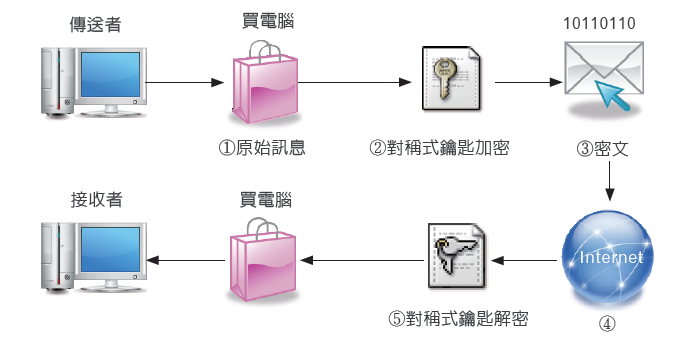 傳送者
買電腦
10110110
①原始訊息
②對稱式鑰匙加密
③密文
接收者
買電腦
Internet
⑤對稱式鑰匙解密
④